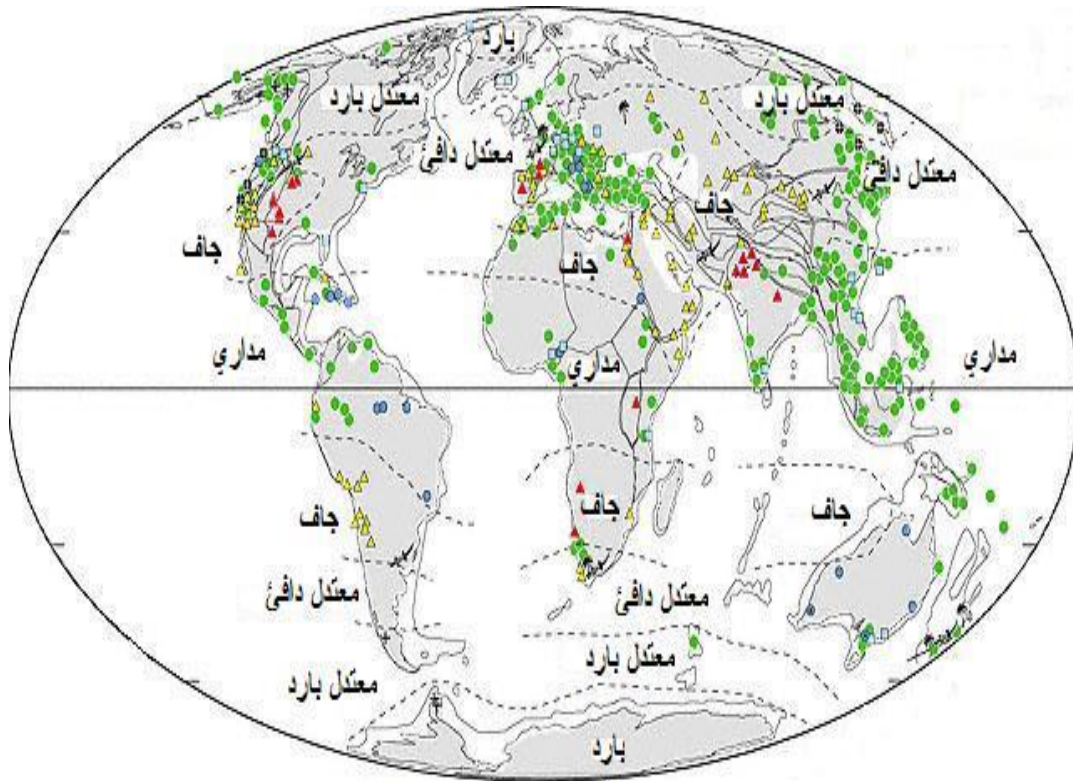 بارد
معتدل بارد
معتدل بارد
معتدل دافئ
معتدل دافئ
جاف
جاف
جاف
مداري
مداري
مداري
جاف
جاف
جاف
معتدل دافئ
معتدل دافئ
معتدل بارد
معتدل بارد
بارد